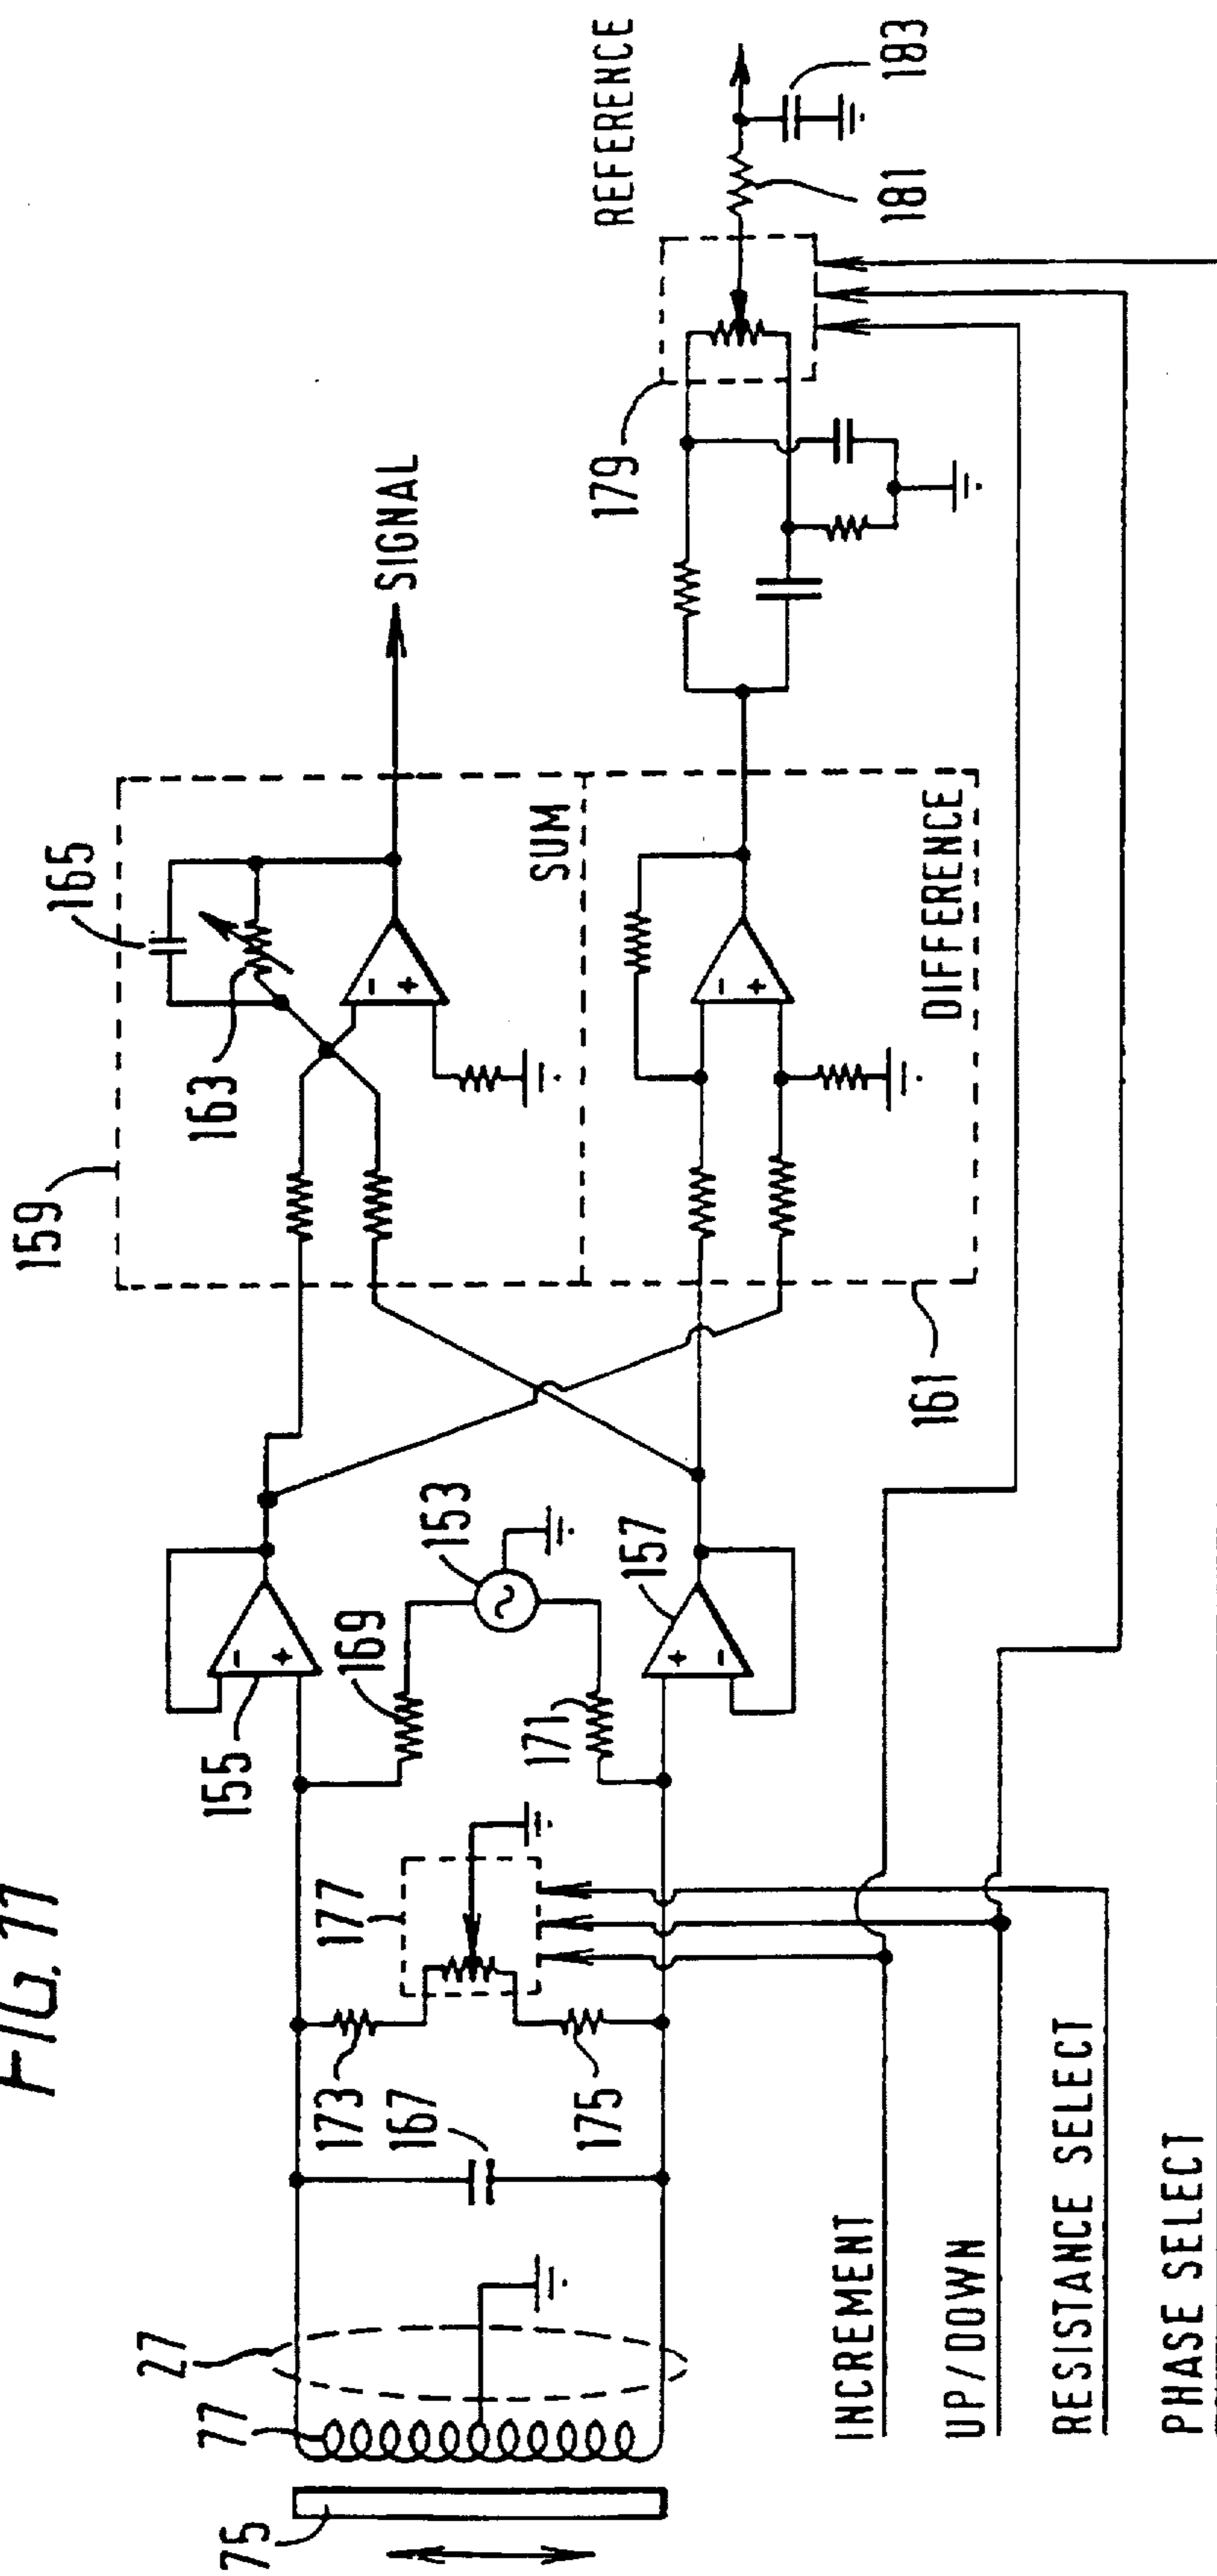 FIG. 11
159
165
REFERENCE
27
155
163
SIGNAL
77
75
177
173
167
169
153
SUM
179
175
171
157
DIFFERENCE
181
183
161
INCREMENT
UP/DOWN
RESISTANCE SELECT
PHASE SELECT